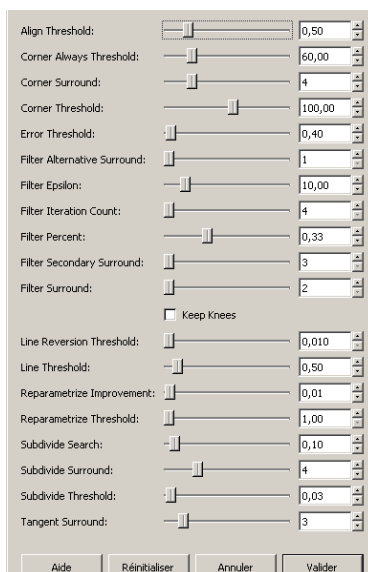 Align Threshold: 0,50
Corner Always Threshold: 60,00
Corner Surround: 4
Corner Threshold: 100,00
Error Threshold: 0,40
Filter Alternative Surround: 1
Filter Epsilon: 10,00
Filter Iteration Count: 4
Filter Percent: 0,33
Filter Secondary Surround: 3
Filter Surround: 2
Keep Knees
Line Reversion Threshold: 0,010
Line Threshold: 0,50
Reparametrize Improvement: 0,01
Reparametrize Threshold: 1,00
Subdivide Search: 0,10
Subdivide Surround: 4
Subdivide Threshold: 0,03
Tangent Surround: 3
Aide Réinitialiser Annuler Valider